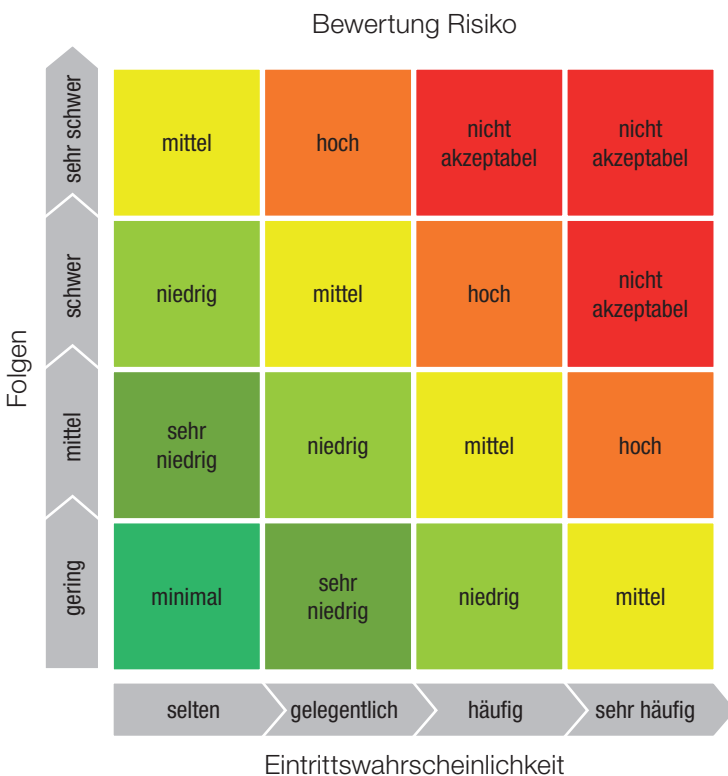 Bewertung Risiko
Folgen
sehr schwer
mittel
hoch
nicht
akzeptabel
nicht
akzeptabel
schwer
niedrig
mittel
hoch
nicht
akzeptabel
mittel
sehr
niedrig
niedrig
mittel
hoch
gering
minimal
sehr
niedrig
niedrig
mittel
selten
gelegentlich
häufig
sehr häufig
Eintrittswahrscheinlichkeit